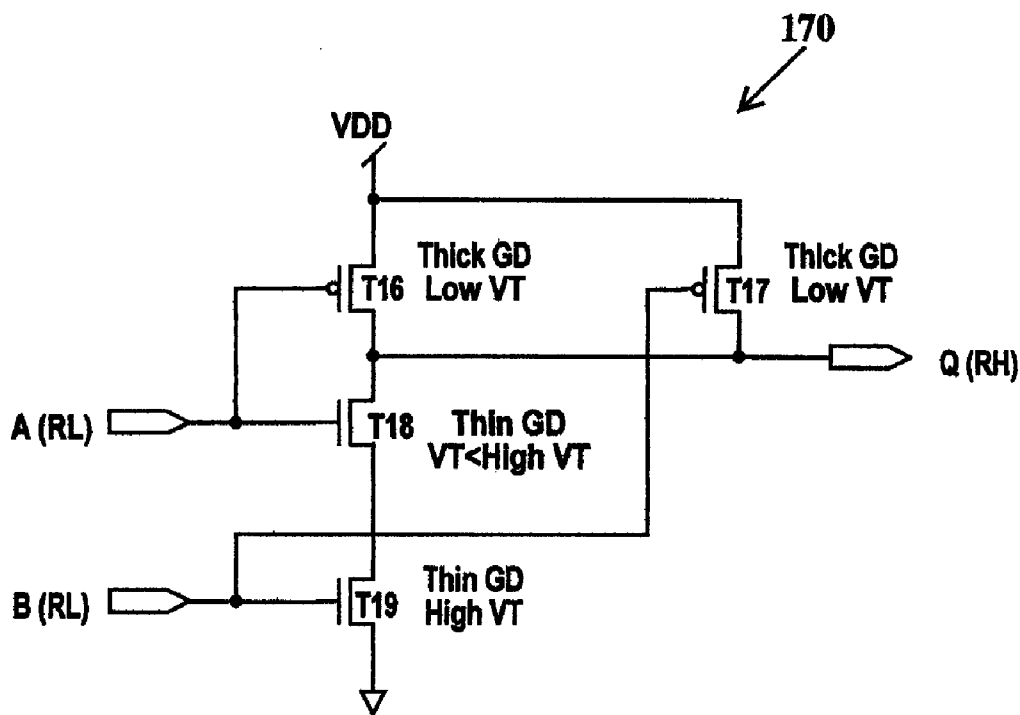 170
VDD
Thick GD
Low VT
T16
Thick GD
Low VT
T17
Q (RH)
A (RL)
T18
Thin GD
VT<High VT
B (RL)
T19
Thin GD
High VT